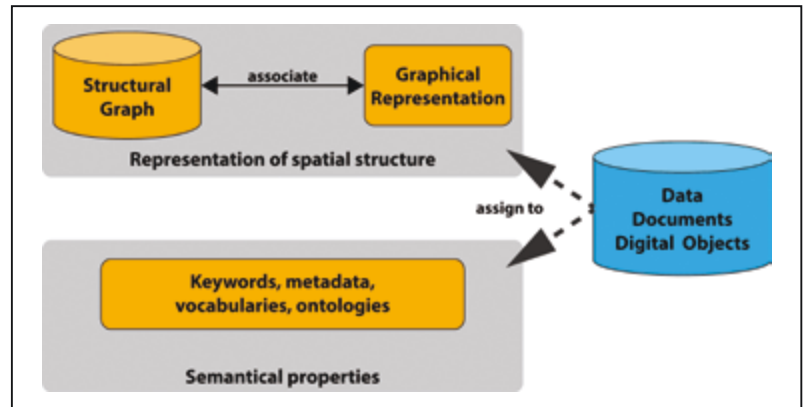 Structural
Graph
associate
Graphical
Representation
Representation of spatial structure
assign to
Data
Documents
Digital Objects
Keywords, metadata,
vocabularies, ontologies
Semantical properties